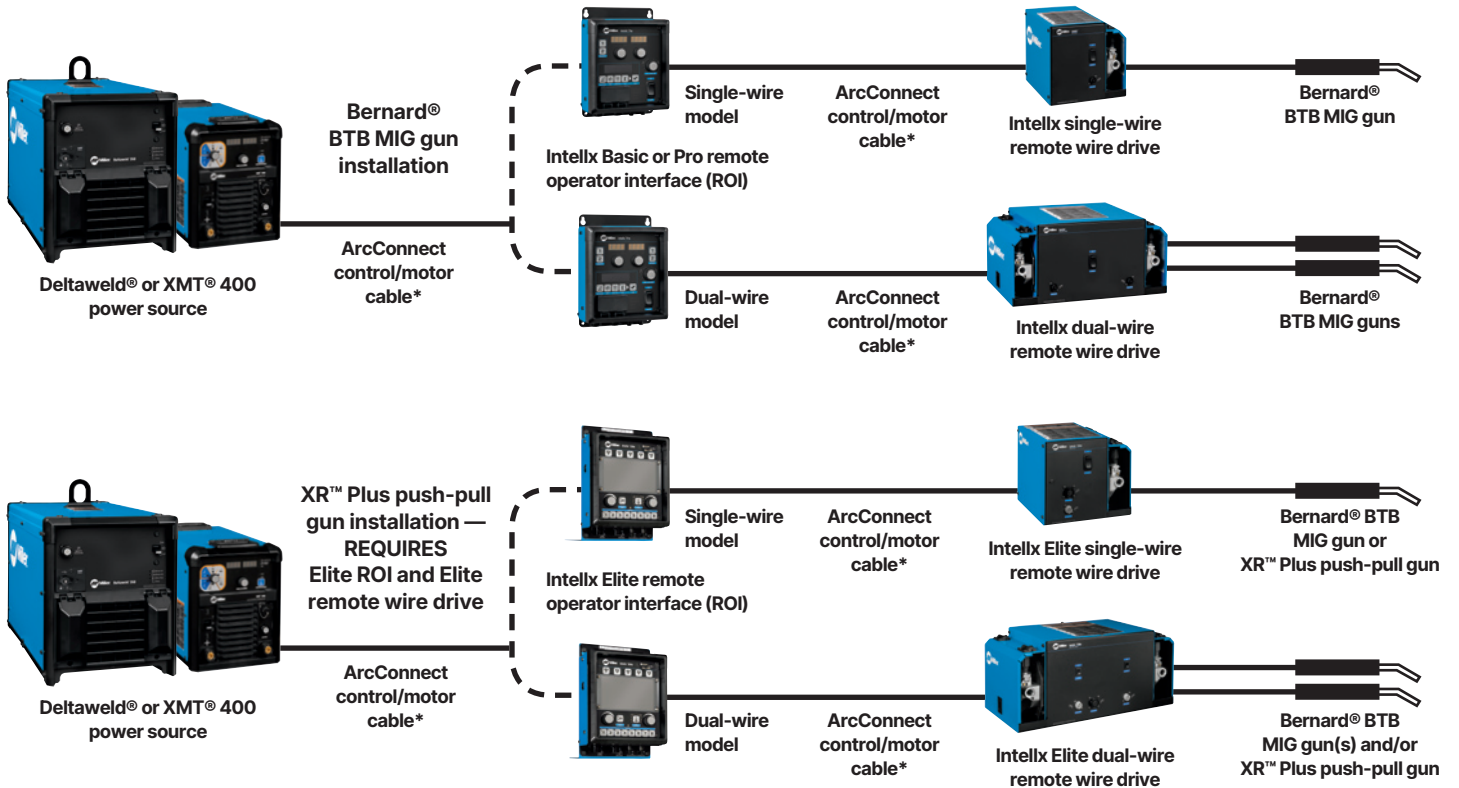 Bernard®
BTB MIG gun
installation
Single-wire
model
ArcConnect
control/motor
cable*
Intellx single-wire
remote wire drive
Bernard®
BTB MIG gun
Intellx Basic or Pro remote
operator interface (ROI)
ArcConnect
control/motor
cable*
Deltaweld® or XMT® 400
power source
Dual-wire
model
ArcConnect
control/motor
cable*
Intellx dual-wire
remote wire drive
Bernard®
BTB MIG guns
XR™ Plus push-pull
gun installation —
REQUIRES
Elite ROI and Elite
remote wire drive
Single-wire
model
ArcConnect
control/motor
cable*
Intellx Elite single-wire
remote wire drive
Bernard® BTB
MIG gun or
XR™ Plus push-pull gun
Intellx Elite remote
operator interface (ROI)
ArcConnect
control/motor
cable*
Deltaweld® or XMT® 400
power source
Dual-wire
model
ArcConnect
control/motor
cable*
Intellx Elite dual-wire
remote wire drive
Bernard® BTB
MIG gun(s) and/or
XR™ Plus push-pull gun